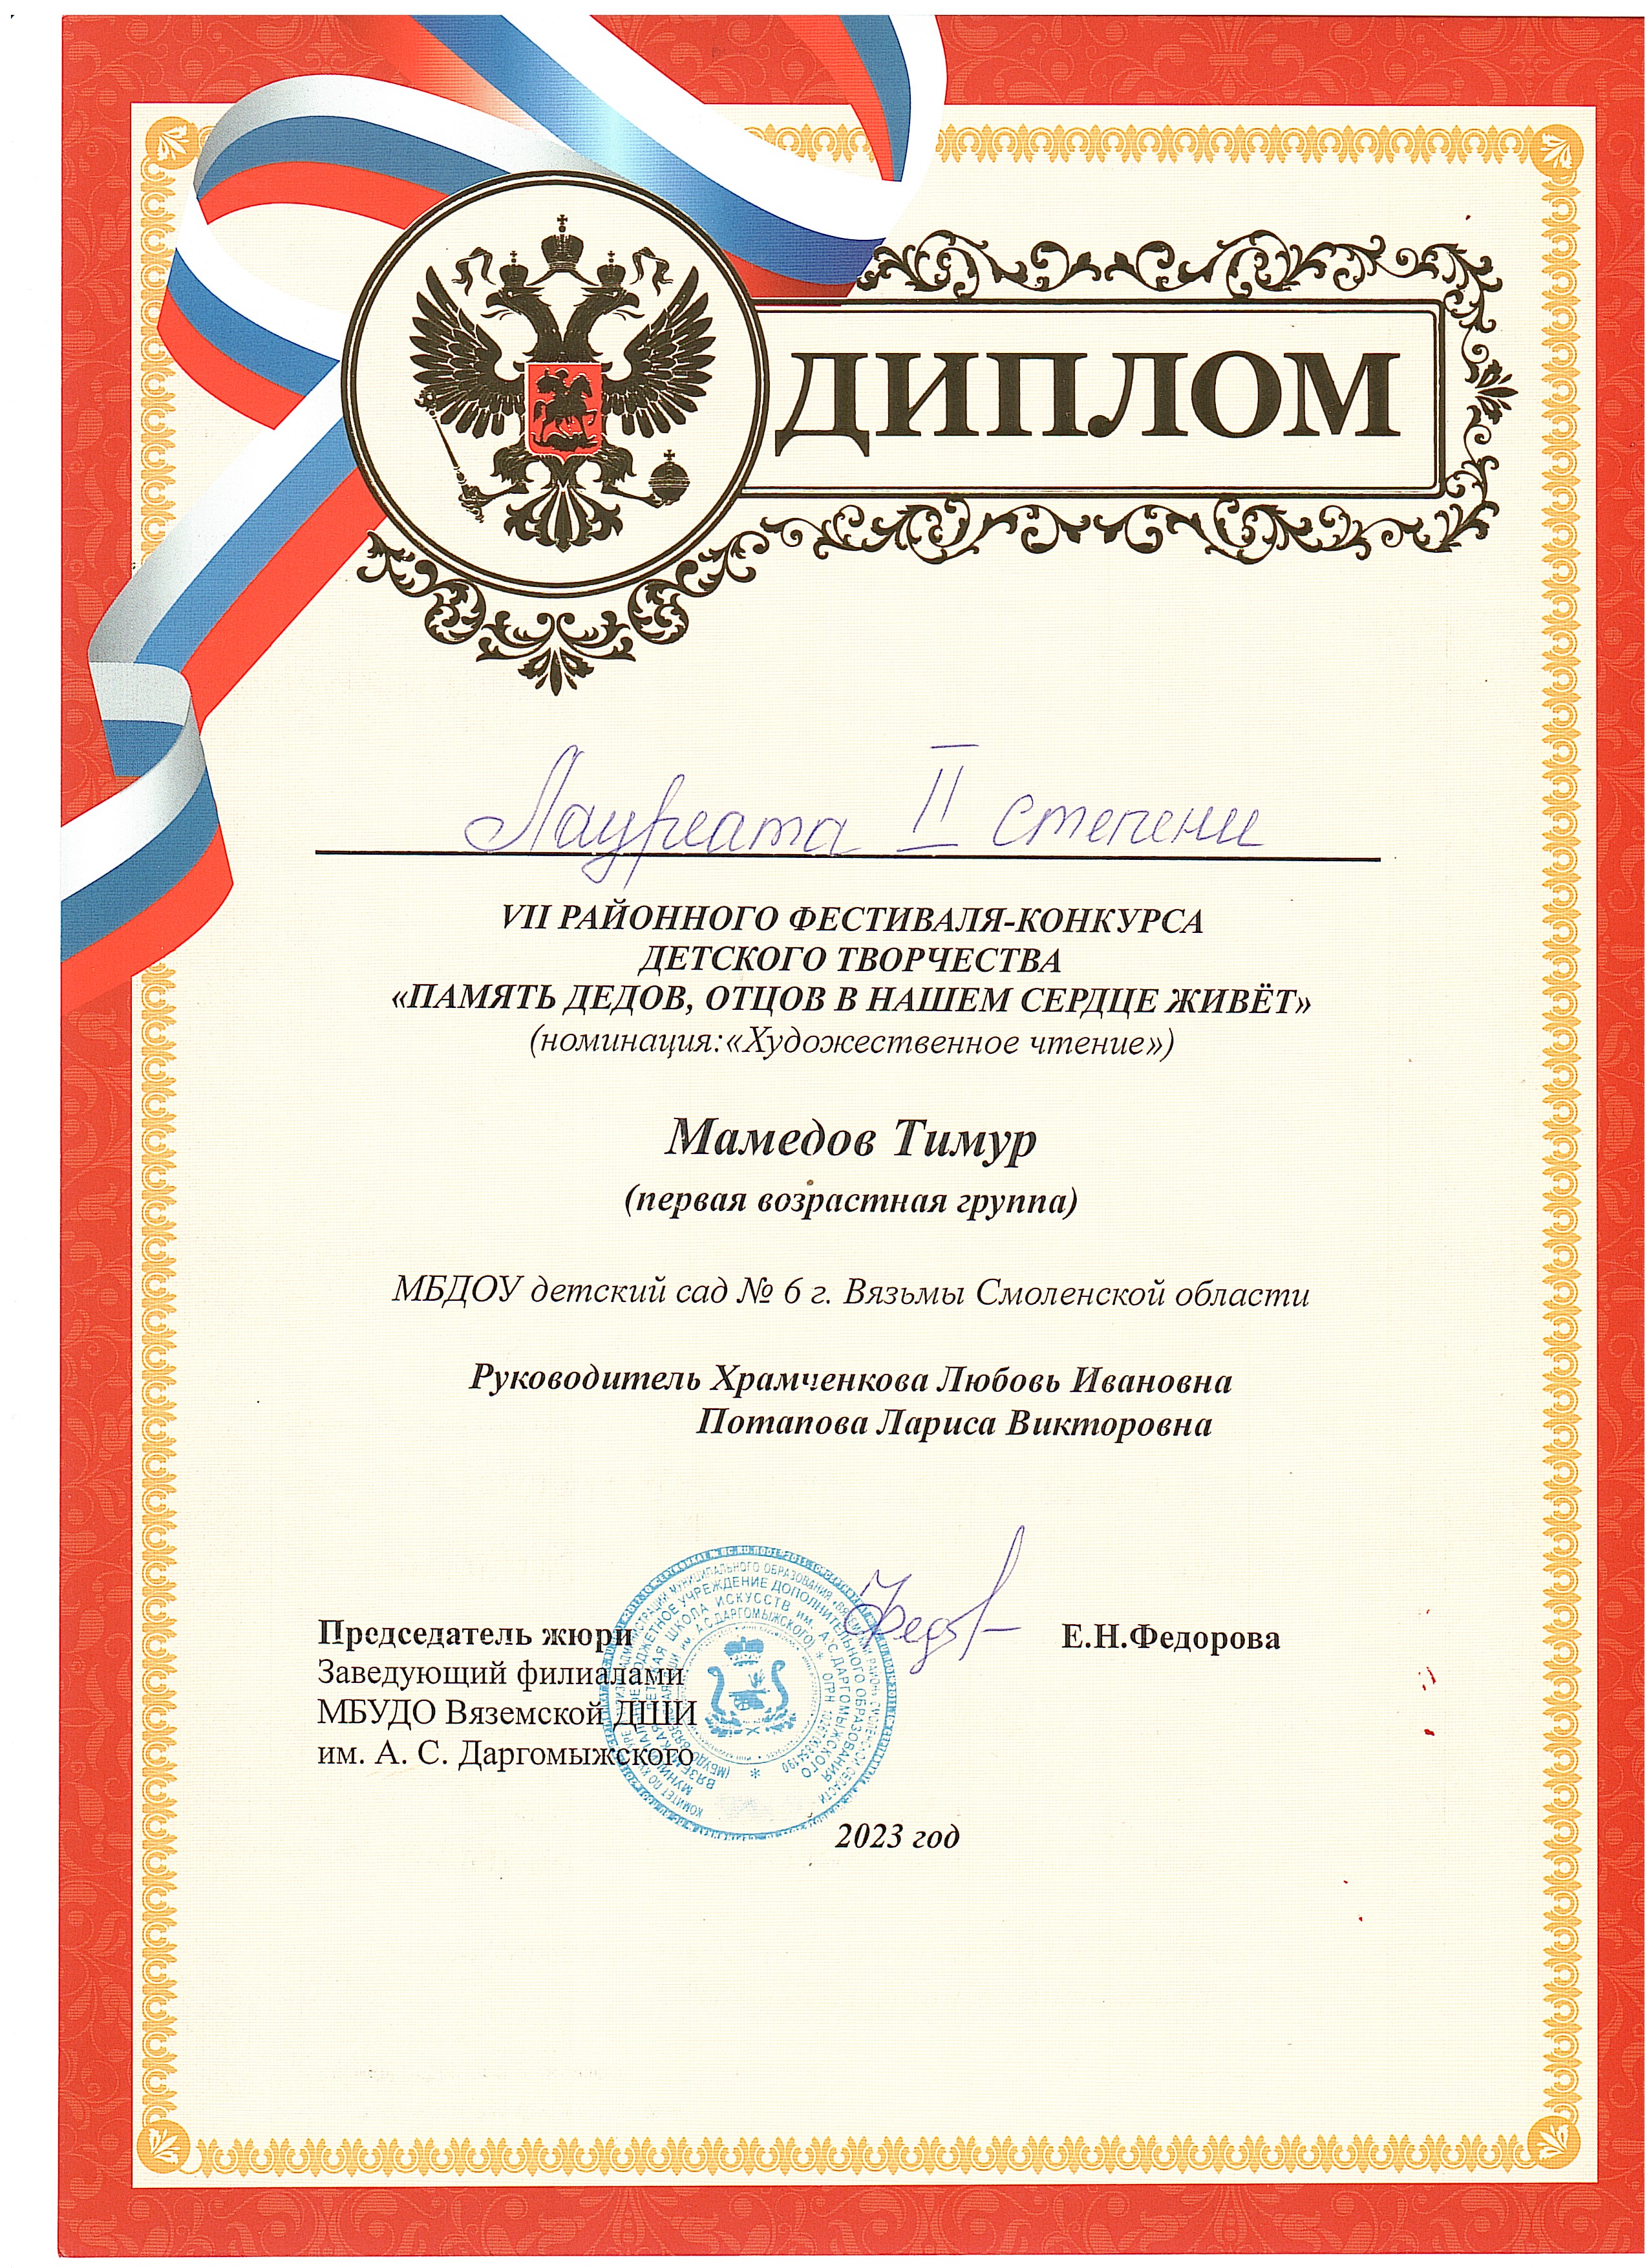 ДИПЛОМ
Лауреата II степени
VII РАЙОННОГО ФЕСТИВАЛЯ-КОНКУРСА
ДЕТСКОГО ТВОРЧЕСТВА
«ПАМЯТЬ ДЕДОВ, ОТЦОВ В НАШЕМ СЕРДЦЕ ЖИВЁТ»
(номинация:«Художественное чтение»)
Мамедов Тимур
(первая возрастная группа)
МБДОУ детский сад № 6 г. Вязьмы Смоленской области
Руководитель Храмченкова Любовь Ивановна
Потапова Лариса Викторовна
Председатель жюри
Е.Н.Федорова
Заведующий филиалами
МБУДО Вяземской ДШИ
им. А. С. Даргомыжского
2023 год